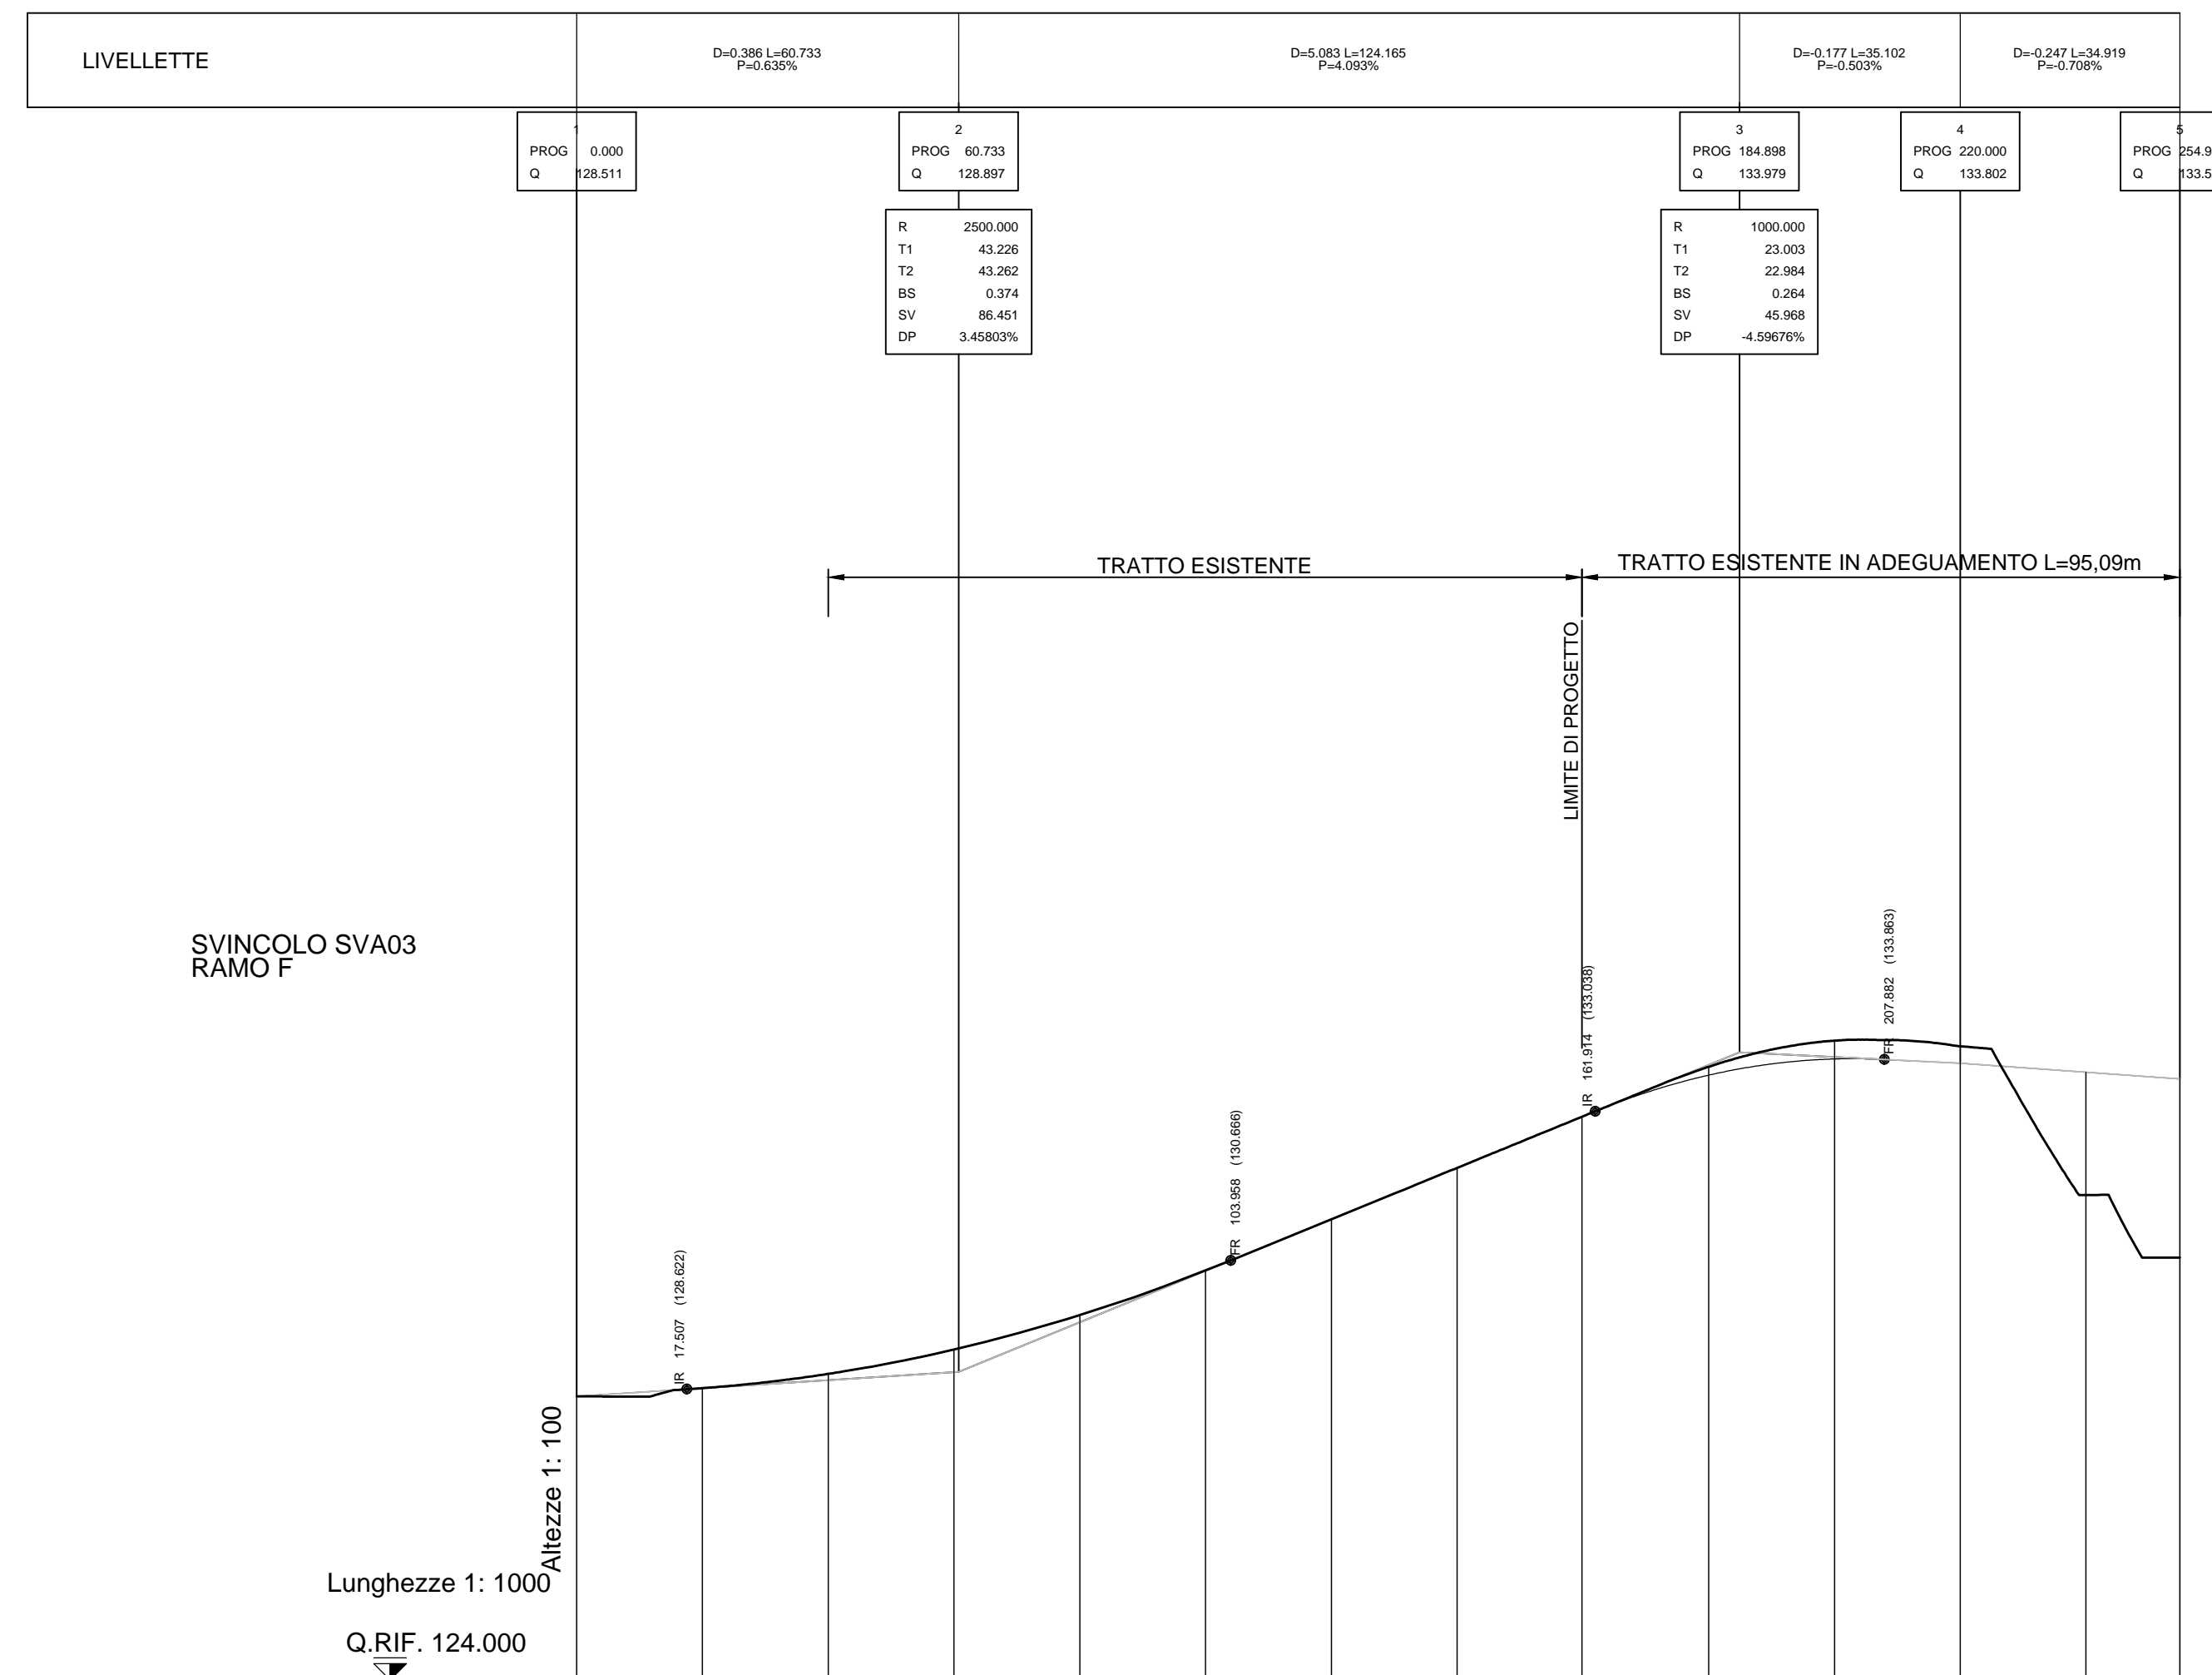 LIVELLETTE
D=0.386 L=60.733
P=0.635%
D=5.083 L=124.165
P=4.093%
D=-0.177 L=35.102
P=-0.503%
D=-0.247 L=34.919
P=-0.708%
1
PROG 0.000
Q 128.511
2
PROG 60.733
Q 128.897
3
PROG 184.898
Q 133.979
4
PROG 220.000
Q 133.802
5
PROG 254.9
Q 133.5
R 2500.000
T1 43.226
T2 43.262
BS 0.374
SV 86.451
DP 3.45803%
R 1000.000
T1 23.003
T2 22.984
BS 0.264
SV 45.968
DP -4.59676%
TRATTO ESISTENTE
TRATTO ESISTENTE IN ADEGUAMENTO L=95,09m
LIMITE DI PROGETTO
SVINCOLO SVA03
RAMO F
IR 17.507 (128.622)
FR 103.958 (130.666)
IR 161.914 (133.038)
FR 207.882 (133.863)
Altezze 1: 100
Lunghezze 1: 1000
Q.RIF. 124.000